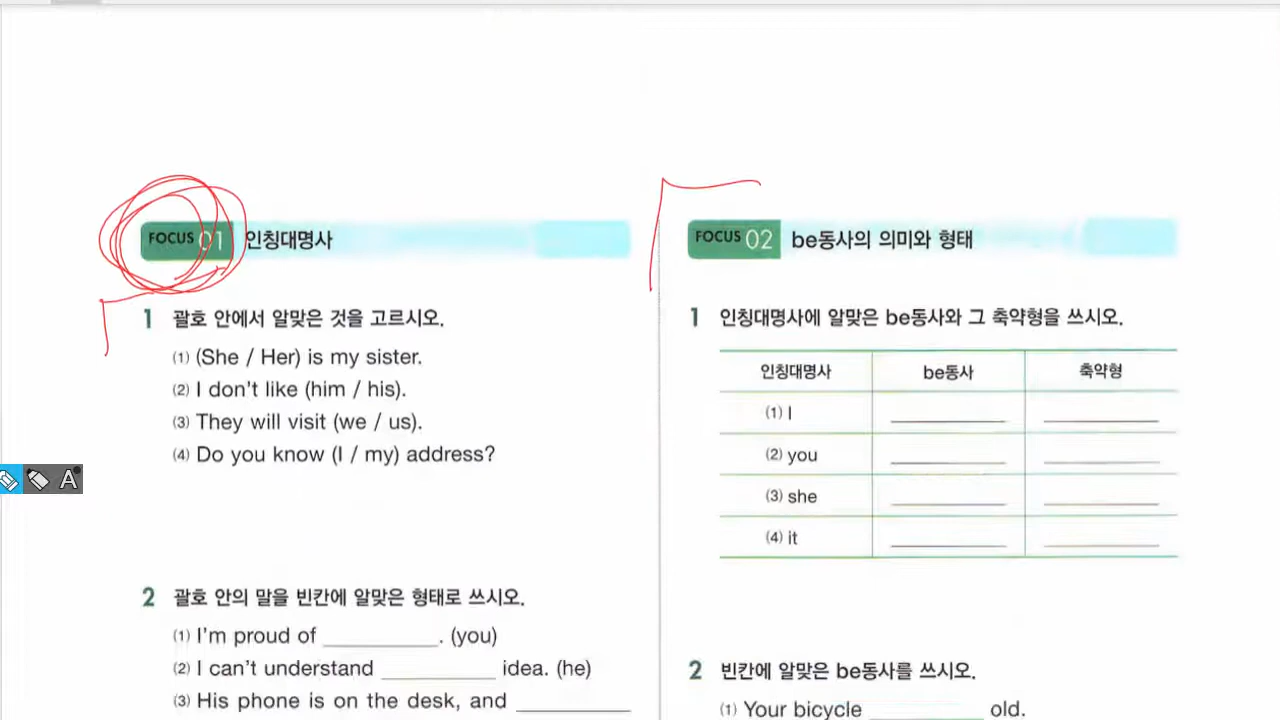 FOCUS 01 인칭대명사
1 괄호 안에서 알맞은 것을 고르시오.
(1) (She / Her) is my sister.
(2) I don't like (him / his).
(3) They will visit (we / us).
(4) Do you know (I / my) address?
2 괄호 안의 말을 빈칸에 알맞은 형태로 쓰시오.
(1) I'm proud of __________. (you)
(2) I can't understand __________ idea. (he)
(3) His phone is on the desk, and __________
FOCUS 02 be동사의 의미와 형태
1 인칭대명사에 알맞은 be동사와 그 축약형을 쓰시오.
인칭대명사 be동사 축약형
(1) I
(2) you
(3) she
(4) it
2 빈칸에 알맞은 be동사를 쓰시오.
(1) Your bicycle __________ old.
A